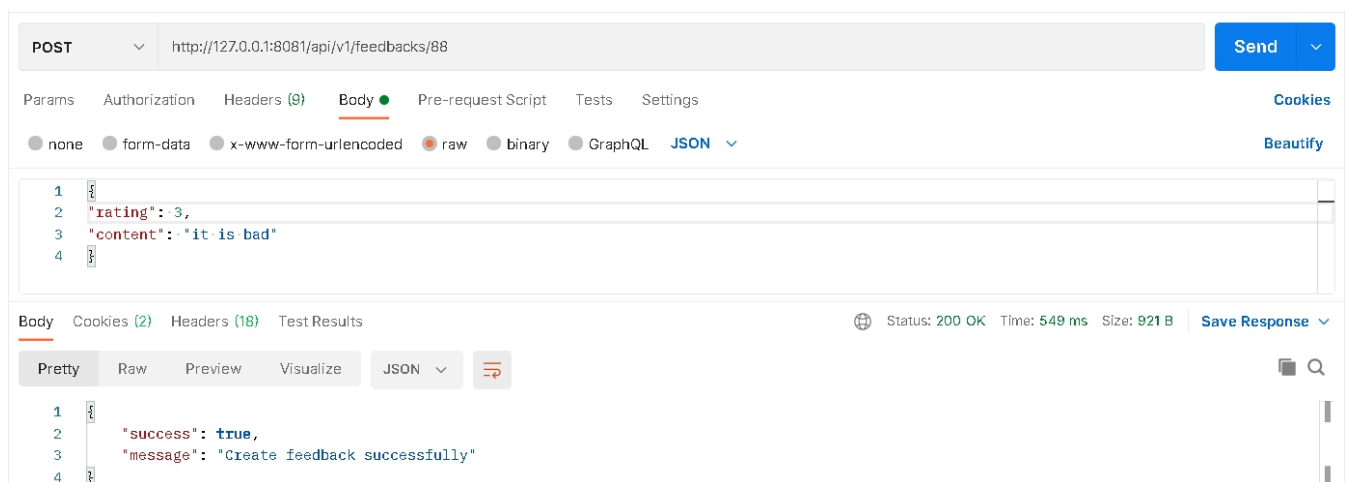 POST http://127.0.0.1:8081/api/v1/feedbacks/88 Send
Params Authorization Headers (9) Body Pre-request Script Tests Settings Cookies
none form-data x-www-form-urlencoded raw binary GraphQL JSON Beautify
1 {
2 "rating": 3,
3 "content": "it is bad"
4 }
Body Cookies (2) Headers (18) Test Results Status: 200 OK Time: 549 ms Size: 921 B Save Response
Pretty Raw Preview Visualize JSON
1 {
2 "success": true,
3 "message": "Create feedback successfully"
4 }